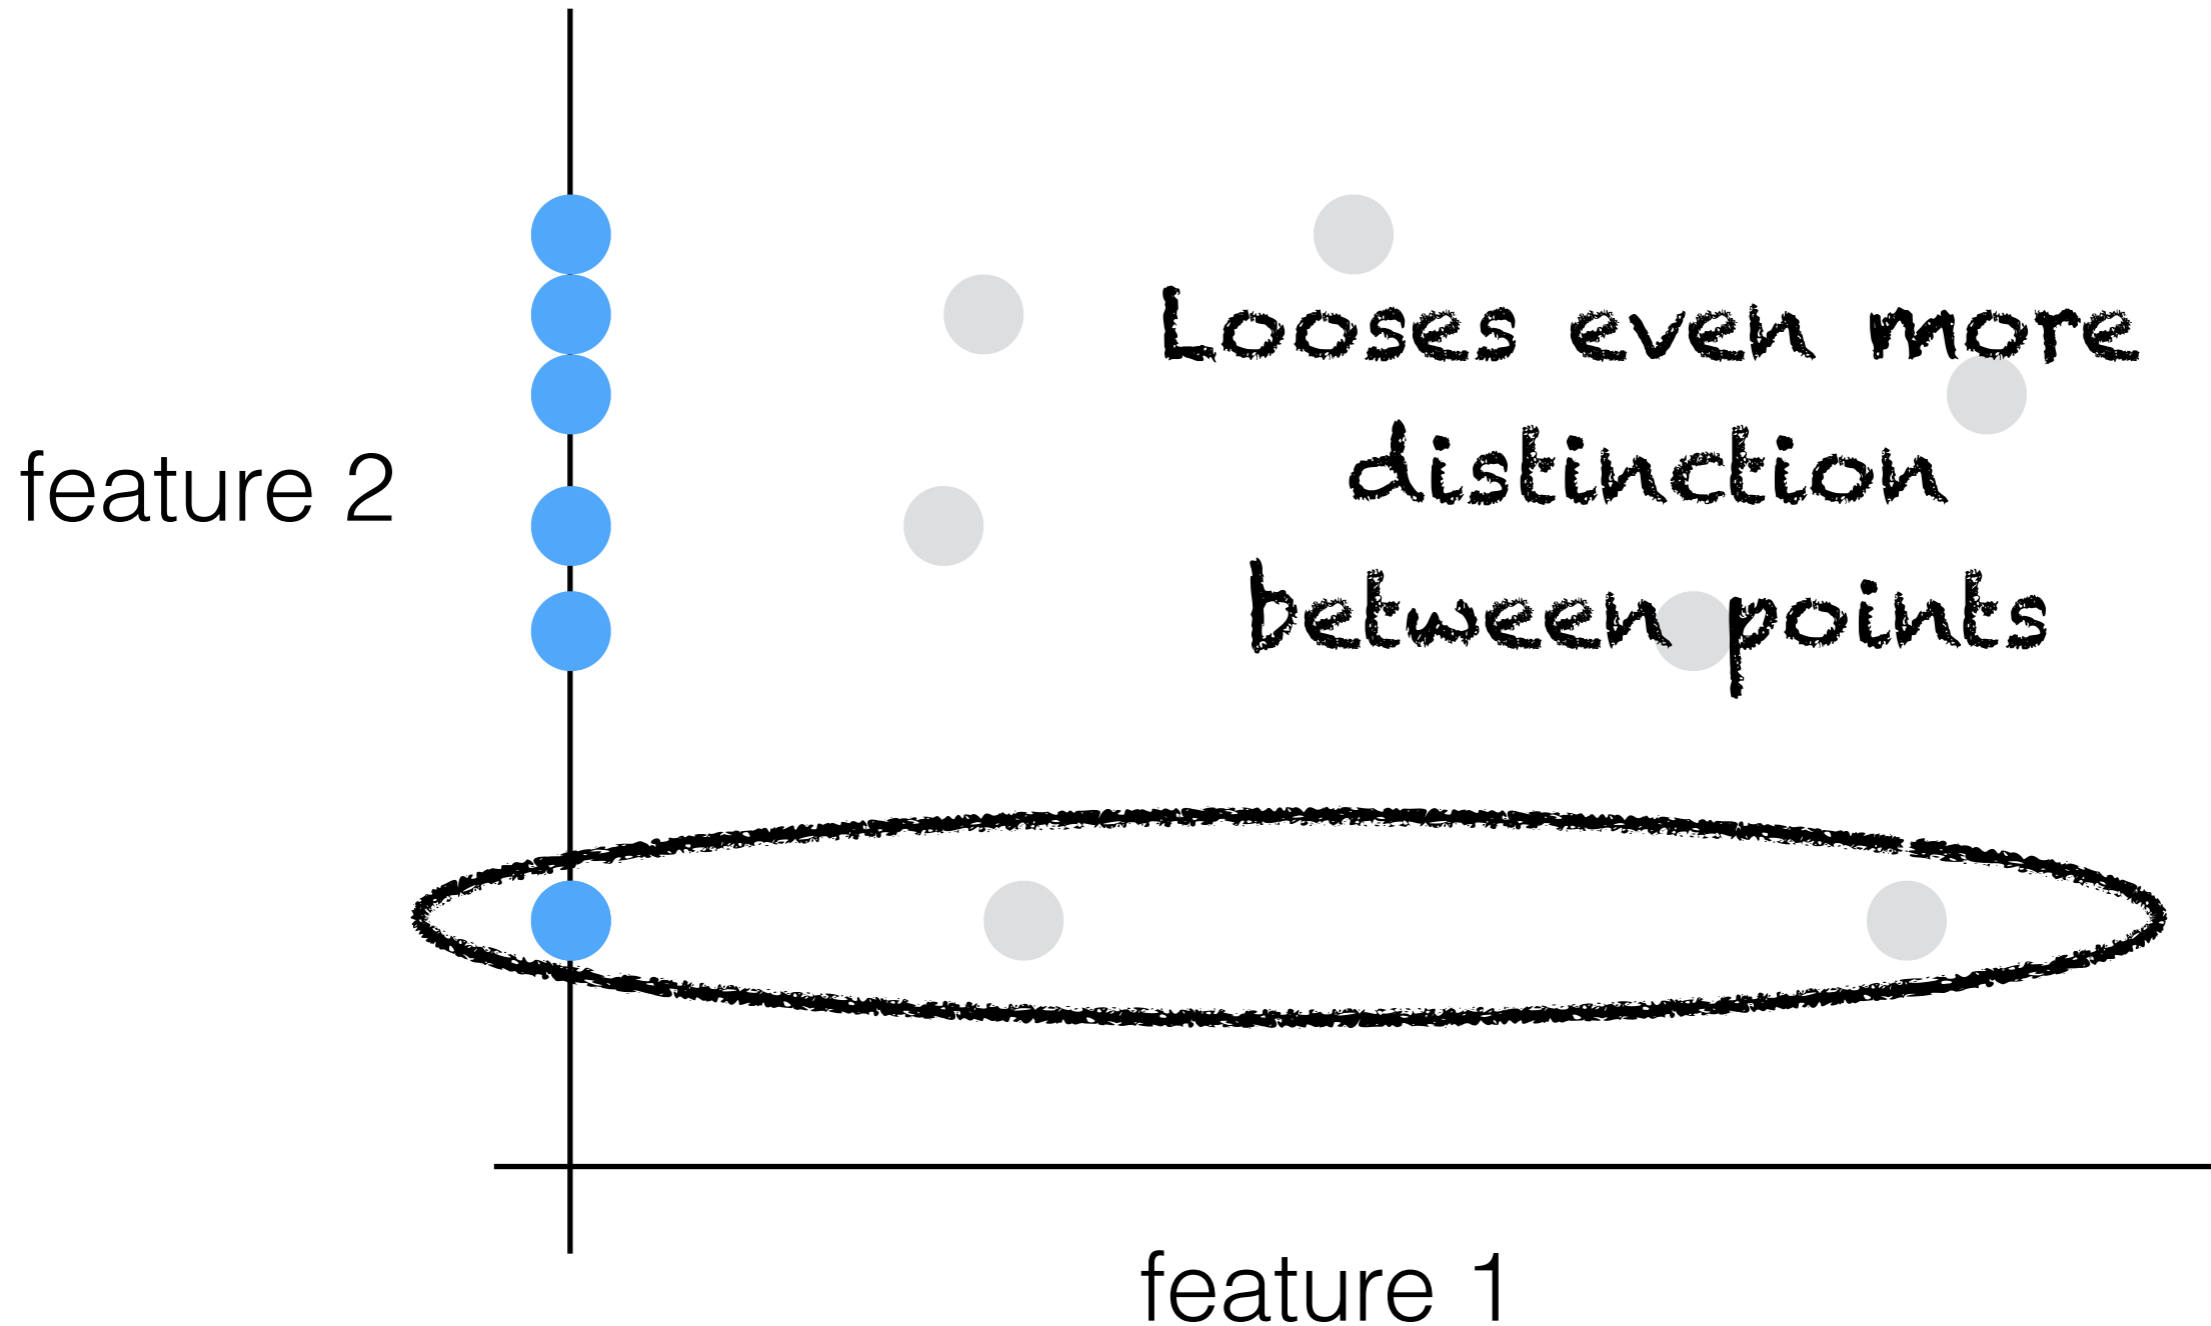 Looses even more
distinction
between points
feature 2
feature 1